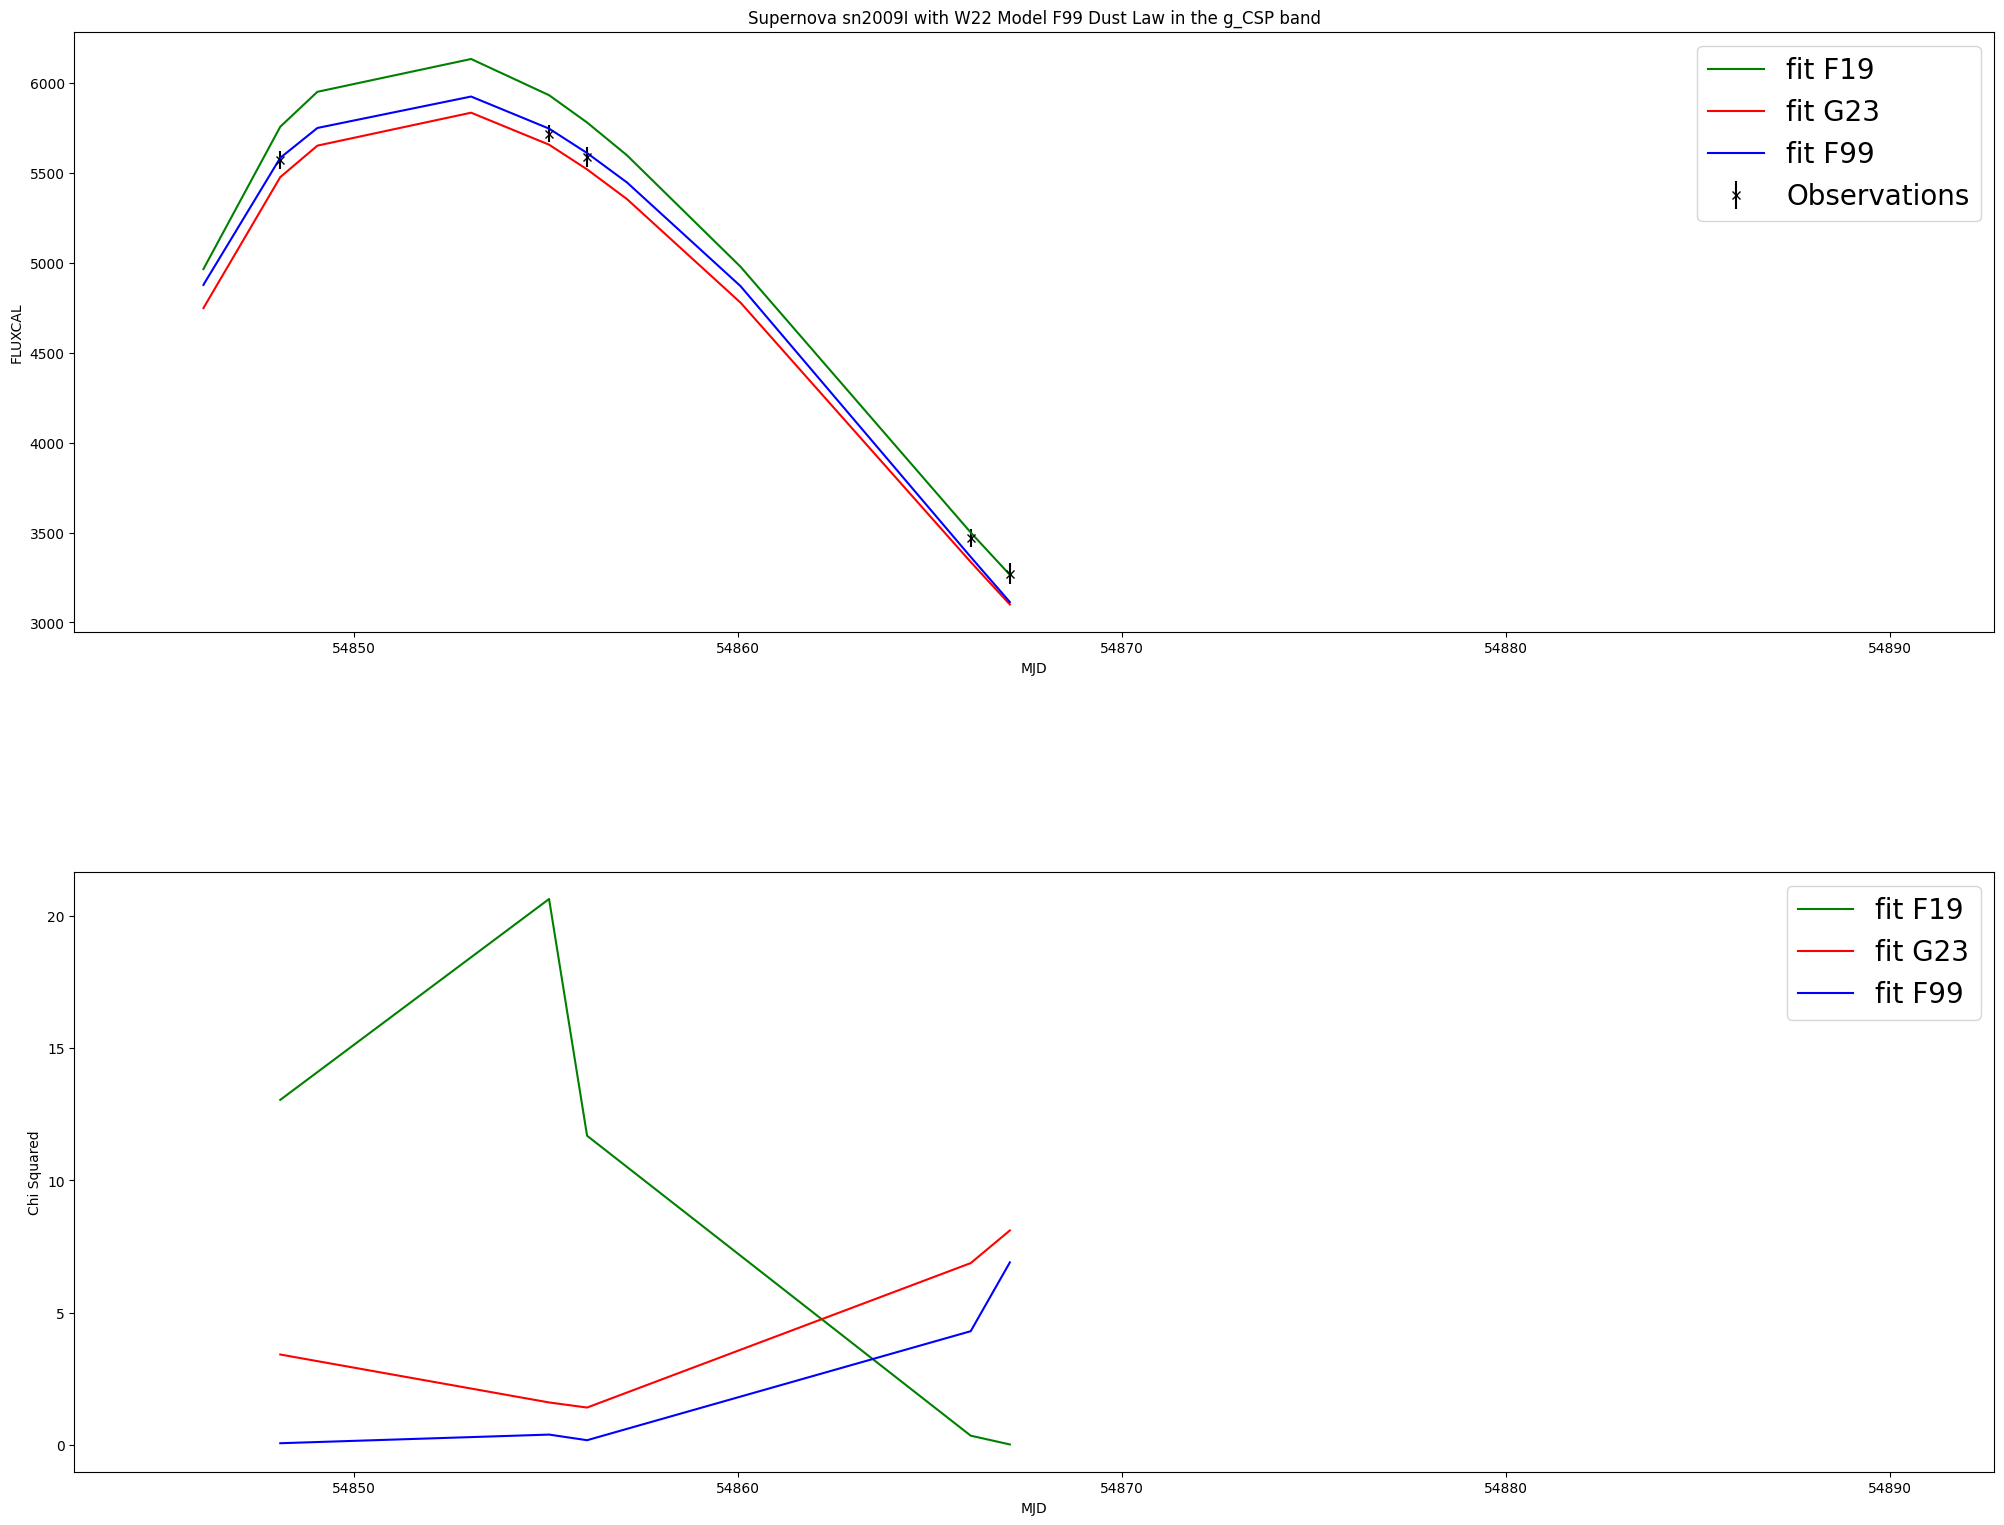 Supernova sn2009I with W22 Model F99 Dust Law in the g_CSP band
FLUXCAL
6000
5500
5000
4500
4000
3500
3000
fit F19
fit G23
fit F99
Observations
54850 54860 54870 54880 54890
MJD
Chi Squared
20
15
10
5
0
fit F19
fit G23
fit F99
54850 54860 54870 54880 54890
MJD